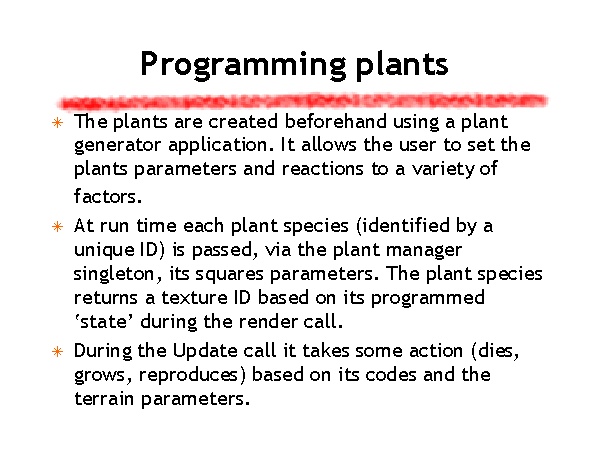 Programming plants
The plants are created beforehand using a plant
generator application. It allows the user to set the
plants parameters and reactions to a variety of
factors.
At run time each plant species (identified by a
unique ID) is passed, via the plant manager
singleton, its squares parameters. The plant species
returns a texture ID based on its programmed
‘state’ during the render call.
During the Update call it takes some action (dies,
grows, reproduces) based on its codes and the
terrain parameters.